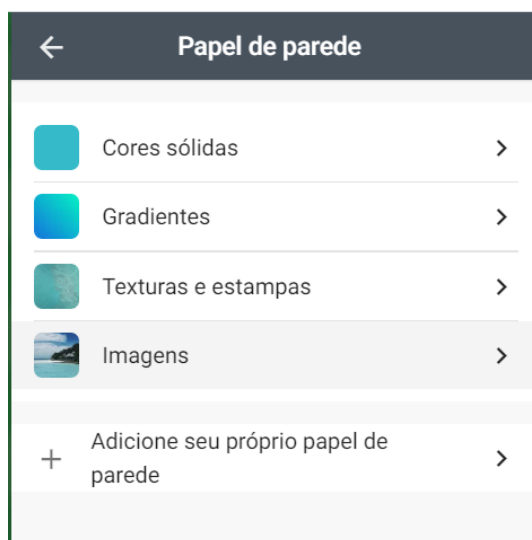 Papel de parede
Cores sólidas
Gradientes
Texturas e estampas
Imagens
Adicione seu próprio papel de
parede